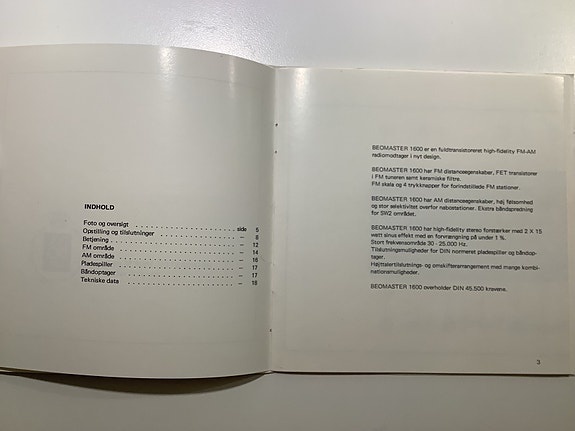 INDHOLD
Foto og oversigt . . . . . . . . . . . . . . . . . . . side 5
Opstilling og tilslutninger . . . . . . . . . . . . . . . — 8
Betjening . . . . . . . . . . . . . . . . . . . . . . — 12
FM område . . . . . . . . . . . . . . . . . . . . . — 14
AM område . . . . . . . . . . . . . . . . . . . . . — 16
Pladespiller . . . . . . . . . . . . . . . . . . . . . — 17
Båndoptager . . . . . . . . . . . . . . . . . . . . — 17
Tekniske data . . . . . . . . . . . . . . . . . . . . — 18
BEOMASTER 1600 er en fuldtransistoreret high-fidelity FM-AM
radiomodtager i nyt design.
BEOMASTER 1600 har FM distanceegenskaber, FET transistorer
i FM tuneren samt keramiske filtre.
FM skala og 4 trykknapper for forindstillede FM stationer.
BEOMASTER 1600 har AM distanceegenskaber, høj følsomhed
og stor selektivitet overfor nabostationer. Ekstra båndspredning
for SW2 området.
BEOMASTER 1600 har high-fidelity stereo forstærker med 2 X 15
watt sinus effekt med en forvrængning på under 1 %.
Stort frekvensområde 30 - 25.000 Hz.
Tilslutningsmuligheder for DIN normeret pladespiller og båndop-
tager.
Højttalertilslutnings- og omskifterarrangement med mange kombi-
nationsmuligheder.
BEOMASTER 1600 overholder DIN 45.500 kravene.
3